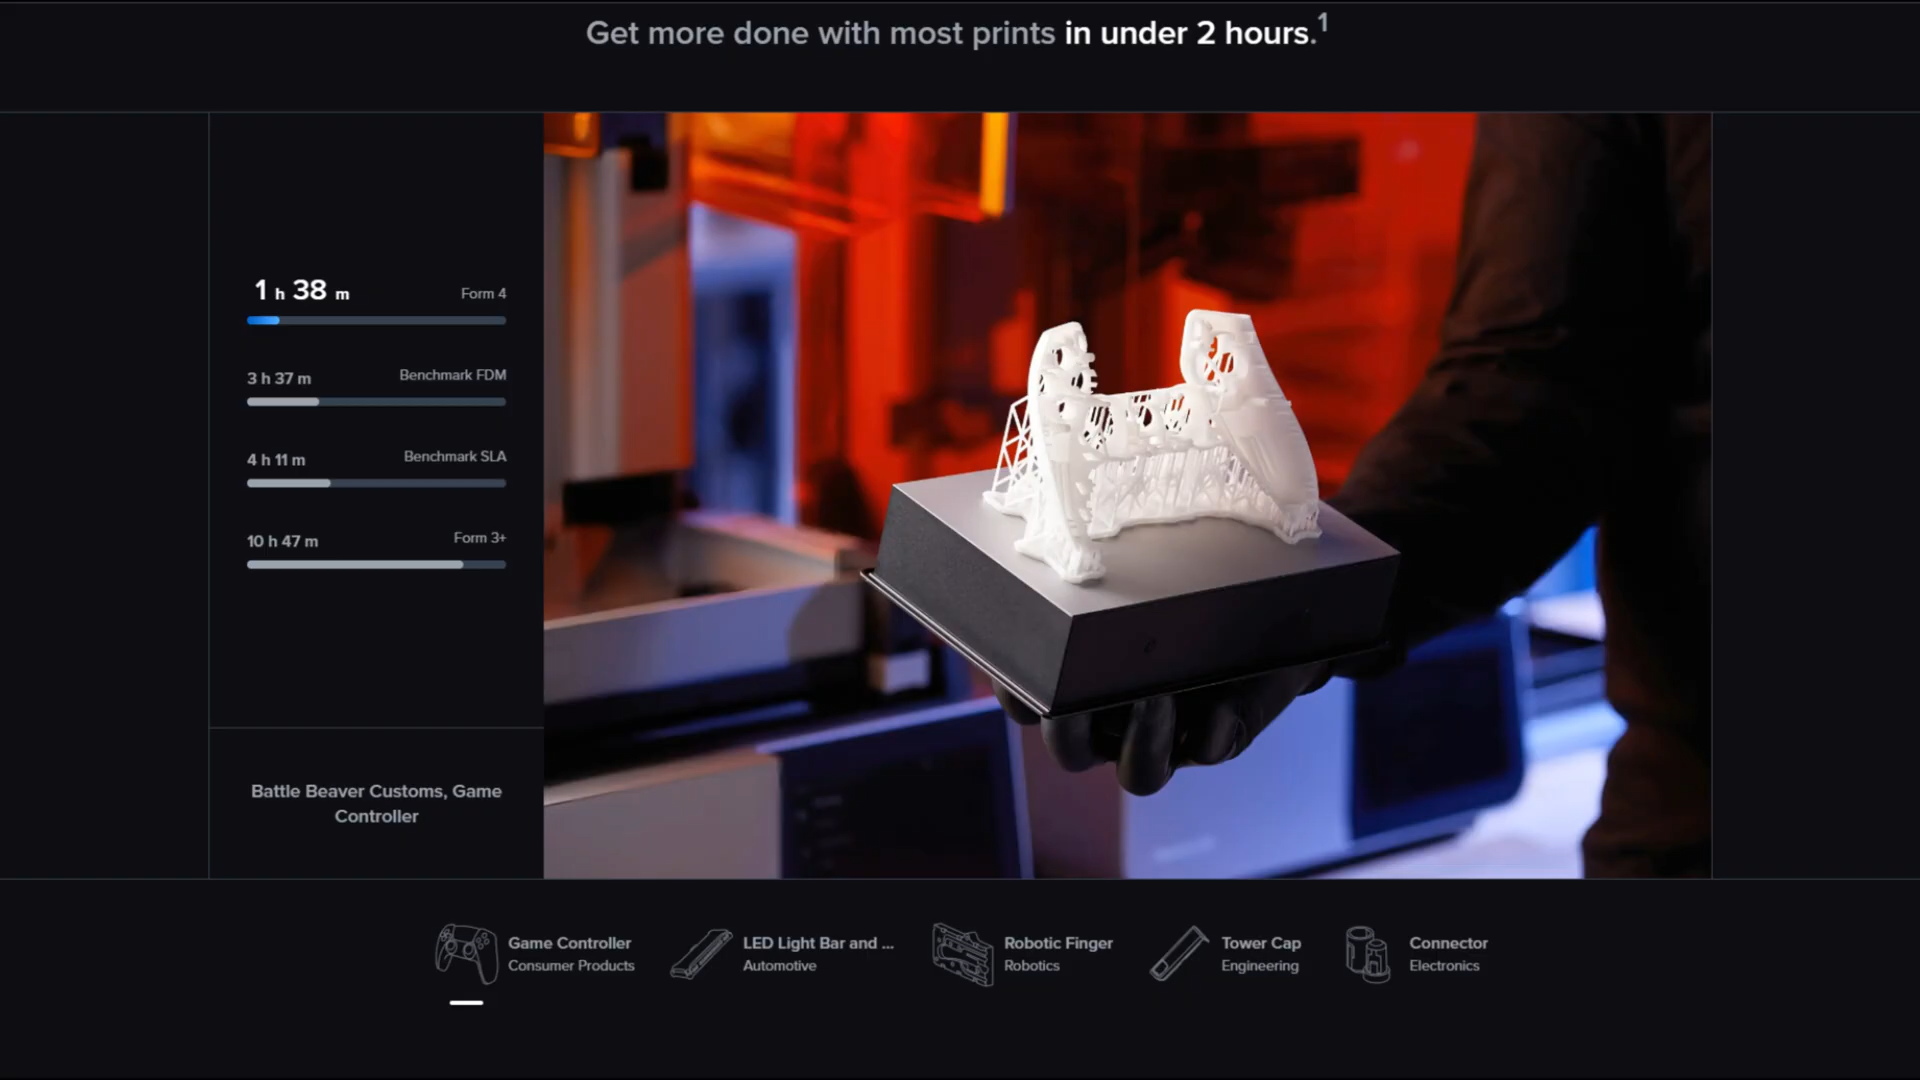 Get more done with most prints in under 2 hours.1
1 h 38 m Form 4
3 h 37 m Benchmark FDM
4 h 11 m Benchmark SLA
10 h 47 m Form 3+
Battle Beaver Customs, Game
Controller
Game Controller
Consumer Products
LED Light Bar and ...
Automotive
Robotic Finger
Robotics
Tower Cap
Engineering
Connector
Electronics